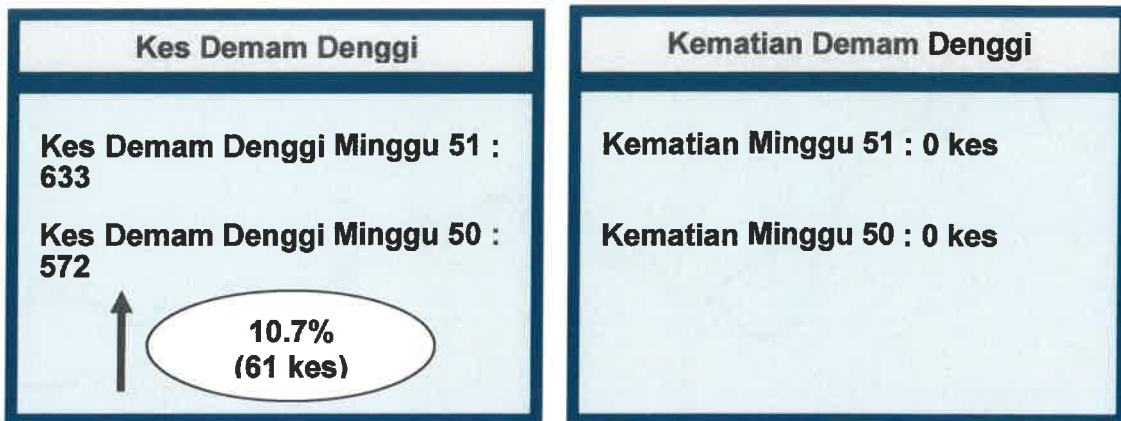 Kes Demam Denggi
Kes Demam Denggi Minggu 51 :
633
Kes Demam Denggi Minggu 50 :
572
10.7%
(61 kes)
Kematian Demam Denggi
Kematian Minggu 51 : 0 kes
Kematian Minggu 50 : 0 kes